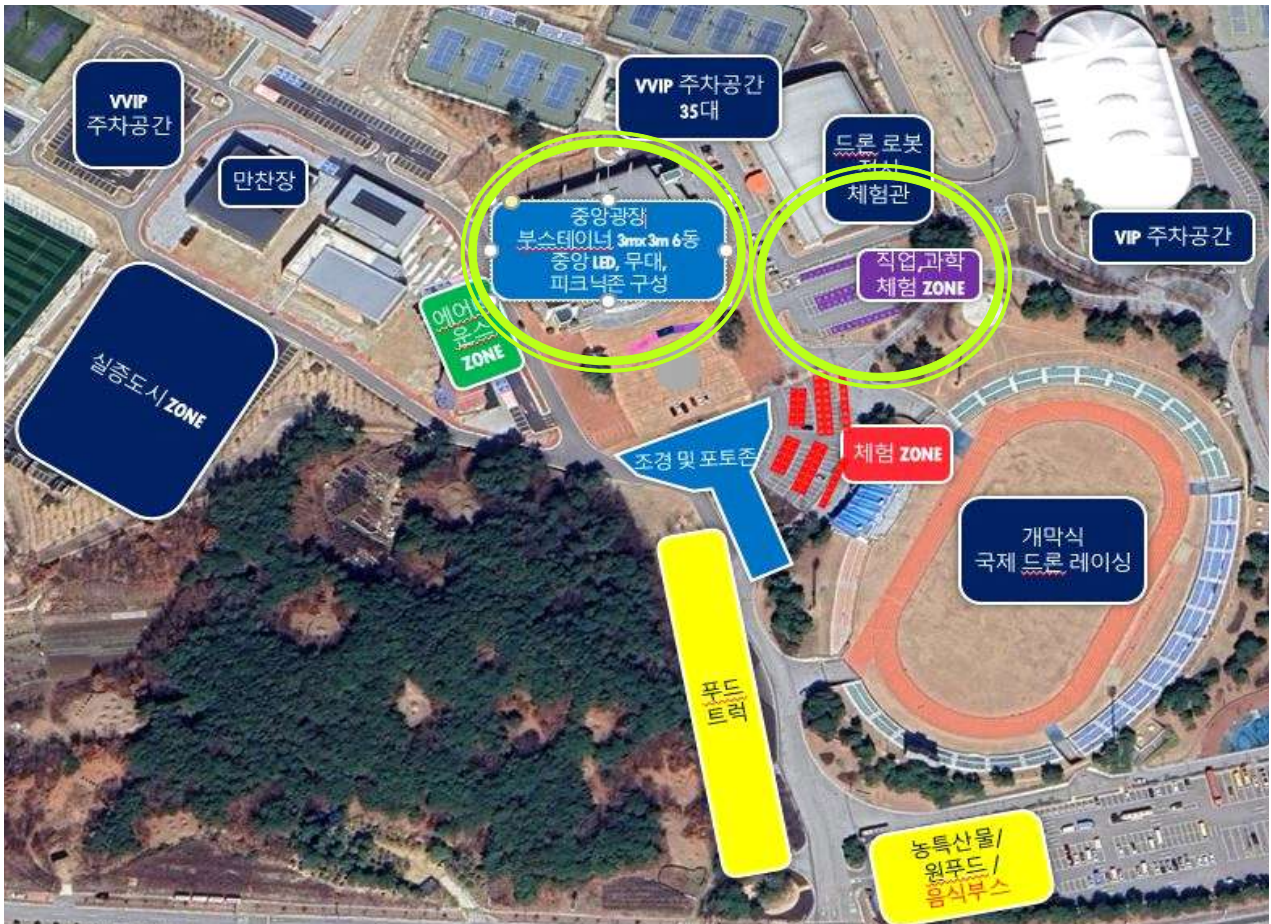 VVIP
주차공간
VVIP 주차공간
35대
만찬장
드론 로봇
전시
체험관
중앙광장
부스테이너 3mx3m 6동
중앙 LED, 무대,
피크닉존 구성
직업,과학
체험 ZONE
VIP 주차공간
ZONE
실증도시 ZONE
조경 및 포토존
체험 ZONE
개막식
국제 드론 레이싱
푸드
트럭
농특산물/
원푸드 /
음식부스